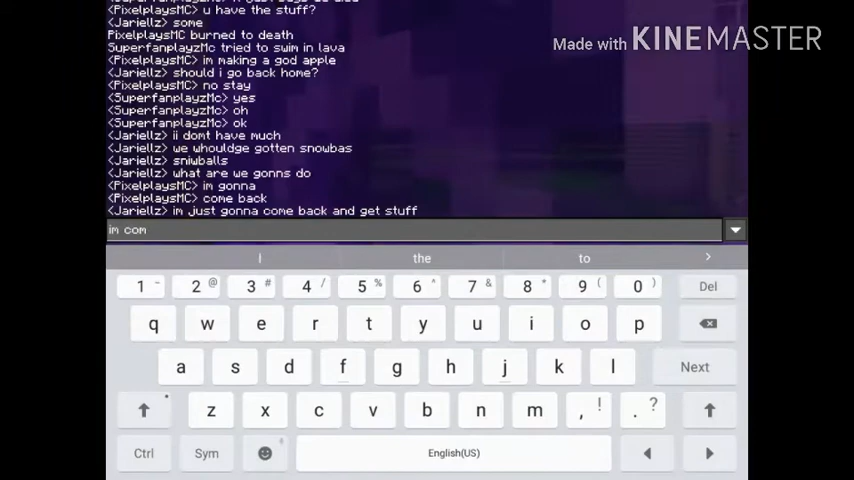 <PixelplaysMC> u have the stuff?
<Jariellz> some
PixelplaysMC burned to death
SuperfanplayzMc tried to swim in lava
<PixelplaysMC> im making a god apple
<Jariellz> should i go back home?
<PixelplaysMC> no stay
<SuperfanplayzMc> yes
<SuperfanplayzMc> oh
<SuperfanplayzMc> ok
<Jariellz> ii domt have much
<Jariellz> we whouldge gotten snowbas
<Jariellz> sniwballs
<Jariellz> what are we gonns do
<PixelplaysMC> im gonna
<PixelplaysMC> come back
<Jariellz> im just gonna come back and get stuff
Made with KINEMASTER
im com
I the to >
1 ~ 2 @ 3 # 4 / 5 % 6 ^ 7 & 8 * 9 ( 0 ) Del
q w e r t y u i o p
a s d f g h j k l Next
z x c v b n m , ! . ?
Ctrl Sym English(US)